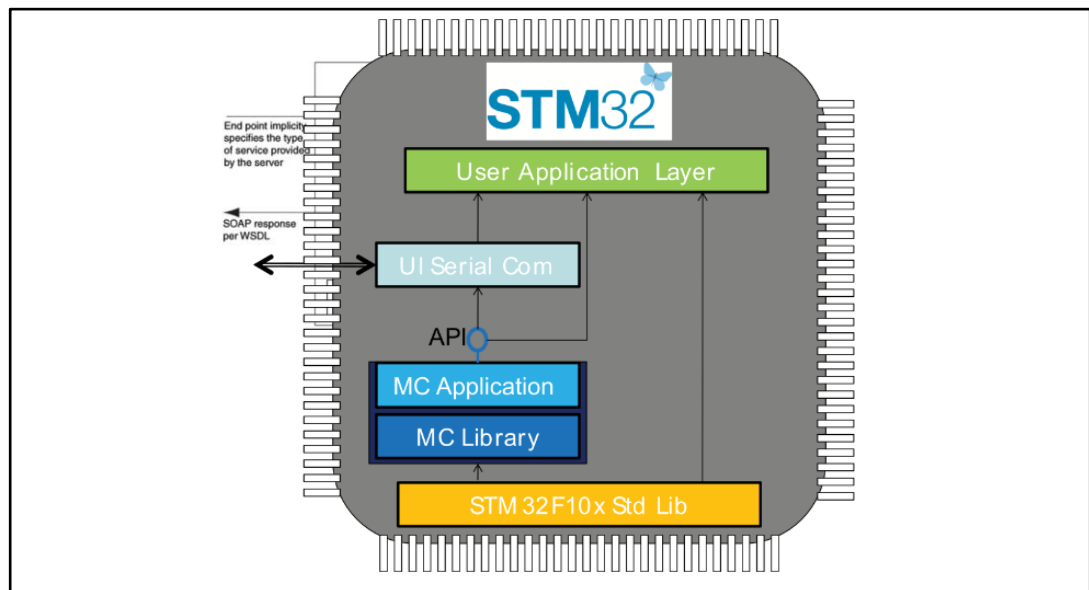 STM32
End point implicity
specifies the type
of service provided
by the server
User Application Layer
SOAP response
per WSDL
UI Serial Com
API
MC Application
MC Library
STM32F10x Std Lib